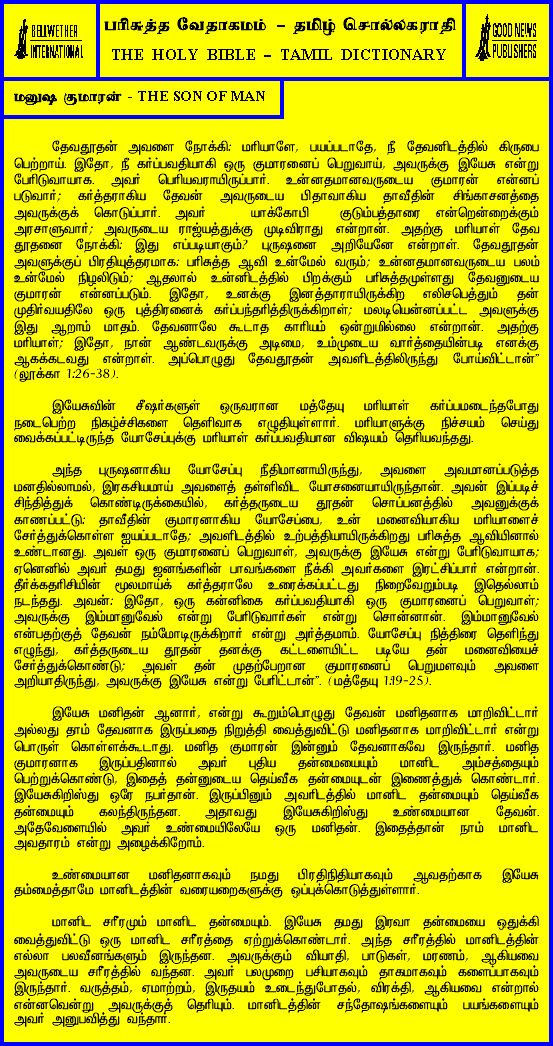 BELLWETHER
INTERNATIONAL
பரிசுத்த வேதாகமம் – தமிழ் சொல்லகராதி
THE HOLY BIBLE – TAMIL DICTIONARY
GOOD NEWS
PUBLISHERS
மனுஷ குமாரன் - THE SON OF MAN
தேவதூதன் அவளை நோக்கி: மரியாளே, பயப்படாதே, நீ தேவனிடத்தில் கிருபை
பெற்றாய். இதோ, நீ கர்ப்பவதியாகி ஒரு குமாரனைப் பெறுவாய், அவருக்கு இயேசு என்று
பேரிடுவாயாக. அவர் பெரியவராயிருப்பார். உன்னதமானவருடைய குமாரன் என்னப்
படுவார்; கர்த்தராகிய தேவன் அவருடைய பிதாவாகிய தாவீதின் சிங்காசனத்தை
அவருக்குக் கொடுப்பார். அவர் யாக்கோபி குடும்பத்தாரை என்றென்றைக்கும்
அரசாளுவார்; அவருடைய ராஜ்யத்துக்கு முடிவிராது என்றான். அதற்கு மரியாள் தேவ
தூதனை நோக்கி: இது எப்படியாகும்? புருஷனை அறியேனே என்றாள். தேவதூதன்
அவளுக்குப் பிரதியுத்தரமாக: பரிசுத்த ஆவி உன்மேல் வரும்; உன்னதமானவருடைய பலம்
உன்மேல் நிழலிடும்; ஆதலால் உன்னிடத்தில் பிறக்கும் பரிசுத்தமுள்ளது தேவனுடைய
குமாரன் என்னப்படும். இதோ, உனக்கு இனத்தாராயிருக்கிற எலிசபெத்தும் தன்
முதிர்வயதிலே ஒரு புத்திரனைக் கர்ப்பந்தரித்திருக்கிறாள்; மலடியென்னப்பட்ட அவளுக்கு
இது ஆறாம் மாதம். தேவனாலே கூடாத காரியம் ஒன்றுமில்லை என்றான். அதற்கு
மரியாள்; இதோ, நான் ஆண்டவருக்கு அடிமை, உம்முடைய வார்த்தையின்படி எனக்கு
ஆகக்கடவது என்றாள். அப்பொழுது தேவதூதன் அவளிடத்திலிருந்து போய்விட்டான்”
(லூக்கா 1:26-38).
இயேசுவின் சீஷர்களுள் ஒருவரான மத்தேயு மரியாள் கர்ப்பமடைந்தபோது
நடைபெற்ற நிகழ்ச்சிகளை தெளிவாக எழுதியுள்ளார். மரியாளுக்கு நிச்சயம் செய்து
வைக்கப்பட்டிருந்த யோசேப்புக்கு மரியாள் கர்ப்பவதியான விஷயம் தெரியவந்தது.
அந்த புருஷனாகிய யோசேப்பு நீதிமானாயிருந்து, அவளை அவமானப்படுத்த
மனதில்லாமல், இரகசியமாய் அவளைத் தள்ளிவிட யோசனையாயிருந்தான். அவன் இப்படிச்
சிந்தித்துக் கொண்டிருக்கையில், கர்த்தருடைய தூதன் சொப்பனத்தில் அவனுக்குக்
காணப்பட்டு: தாவீதின் குமாரனாகிய யோசேப்பை, உன் மனைவியாகிய மரியாளைச்
சேர்த்துக்கொள்ள ஐயப்படாதே; அவளிடத்தில் உற்பத்தியாயிருக்கிறது பரிசுத்த ஆவியினால்
உண்டானது. அவள் ஒரு குமாரனைப் பெறுவாள், அவருக்கு இயேசு என்று பேரிடுவாயாக;
ஏனெனில் அவர் தமது ஜனங்களின் பாவங்களை நீக்கி அவர்களை இரட்சிப்பார் என்றான்.
தீர்க்கதரிசியின் மூலமாய்க் கர்த்தராலே உரைக்கப்பட்டது நிறைவேறும்படி இதெல்லாம்
நடந்தது. அவன்: இதோ, ஒரு கன்னிகை கர்ப்பவதியாகி ஒரு குமாரனைப் பெறுவாள்;
அவருக்கு இம்மானுவேல் என்று பேரிடுவார்கள் என்று சொன்னான். இம்மானுவேல்
என்பதற்குத் தேவன் நம்மோடிருக்கிறார் என்று அர்த்தமாம். யோசேப்பு நித்திரை தெளிந்து
எழுந்து, கர்த்தருடைய தூதன் தனக்கு கட்டளையிட்ட படியே தன் மனைவியைச்
சேர்த்துக்கொண்டு; அவள் தன் முதற்பேறான குமாரனைப் பெறுமளவும் அவளை
அறியாதிருந்து, அவருக்கு இயேசு என்று பேரிட்டான்”. (மத்தேயு 1:19-25).
இயேசு மனிதன் ஆனார், என்று கூறும்பொழுது தேவன் மனிதனாக மாறிவிட்டார்
அல்லது தாம் தேவனாக இருப்பதை நிறுத்தி வைத்துவிட்டு மனிதனாக மாறிவிட்டார் என்று
பொருள் கொள்ளக்கூடாது. மனித குமாரன் இன்னும் தேவனாகவே இருந்தார். மனித
குமாரனாக இருப்பதினால் அவர் புதிய தன்மையையும் மானிட அம்சத்தையும்
பெற்றுக்கொண்டு, இதைத் தன்னுடைய தெய்வீக தன்மையுடன் இணைத்துக் கொண்டார்.
இயேசுகிறிஸ்து ஒரே நபர்தான். இருப்பினும் அவரிடத்தில் மானிட தன்மையும் தெய்வீக
தன்மையும் கலந்திருந்தன. அதாவது இயேசுகிறிஸ்து உண்மையான தேவன்.
அதேவேளையில் அவர் உண்மையிலேயே ஒரு மனிதன். இதைத்தான் நாம் மானிட
அவதாரம் என்று அழைக்கிறோம்.
உண்மையான மனிதனாகவும் நமது பிரதிநிதியாகவும் ஆவதற்காக இயேசு
தம்மைத்தாமே மானிடத்தின் வரையறைகளுக்கு ஒப்புக்கொடுத்துள்ளார்.
மானிட சரீரமும் மானிட தன்மையும். இயேசு தமது இரவா தன்மையை ஒதுக்கி
வைத்துவிட்டு ஒரு மானிட சரீரத்தை ஏற்றுக்கொண்டார். அந்த சரீரத்தில் மானிடத்தின்
எல்லா பலவீனங்களும் இருந்தன. அவருக்கும் வியாதி, பாடுகள், மரணம், ஆகியவை
அவருடைய சரீரத்தில் வந்தன. அவர் பலமுறை பசியாகவும் தாகமாகவும் களைப்பாகவும்
இருந்தார். வருத்தம், ஏமாற்றம், இருதயம் உடைந்துபோதல், விரக்தி, ஆகியவை என்றால்
என்னவென்று அவருக்குத் தெரியும். மானிடத்தின் சந்தோஷங்களையும் பயங்களையும்
அவர் அனுபவித்து வந்தார்.